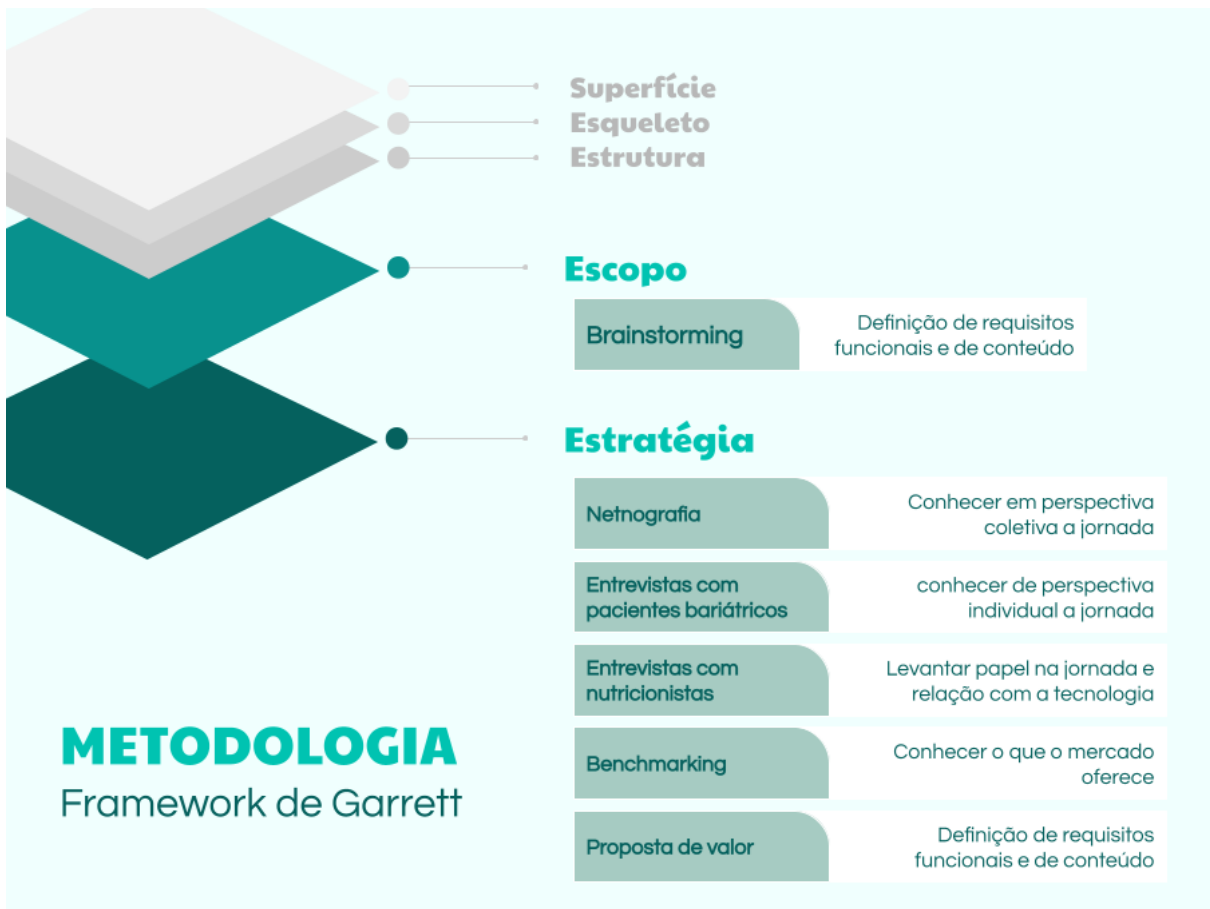 Superfície
Esqueleto
Estrutura
Escopo
Brainstorming
Definição de requisitos
funcionais e de conteúdo
Estratégia
Netnografia
Conhecer em perspectiva
coletiva a jornada
Entrevistas com
pacientes bariátricos
conhecer de perspectiva
individual a jornada
Entrevistas com
nutricionistas
Levantar papel na jornada e
relação com a tecnologia
Benchmarking
Conhecer o que o mercado
oferece
Proposta de valor
Definição de requisitos
funcionais e de conteúdo
METODOLOGIA
Framework de Garrett